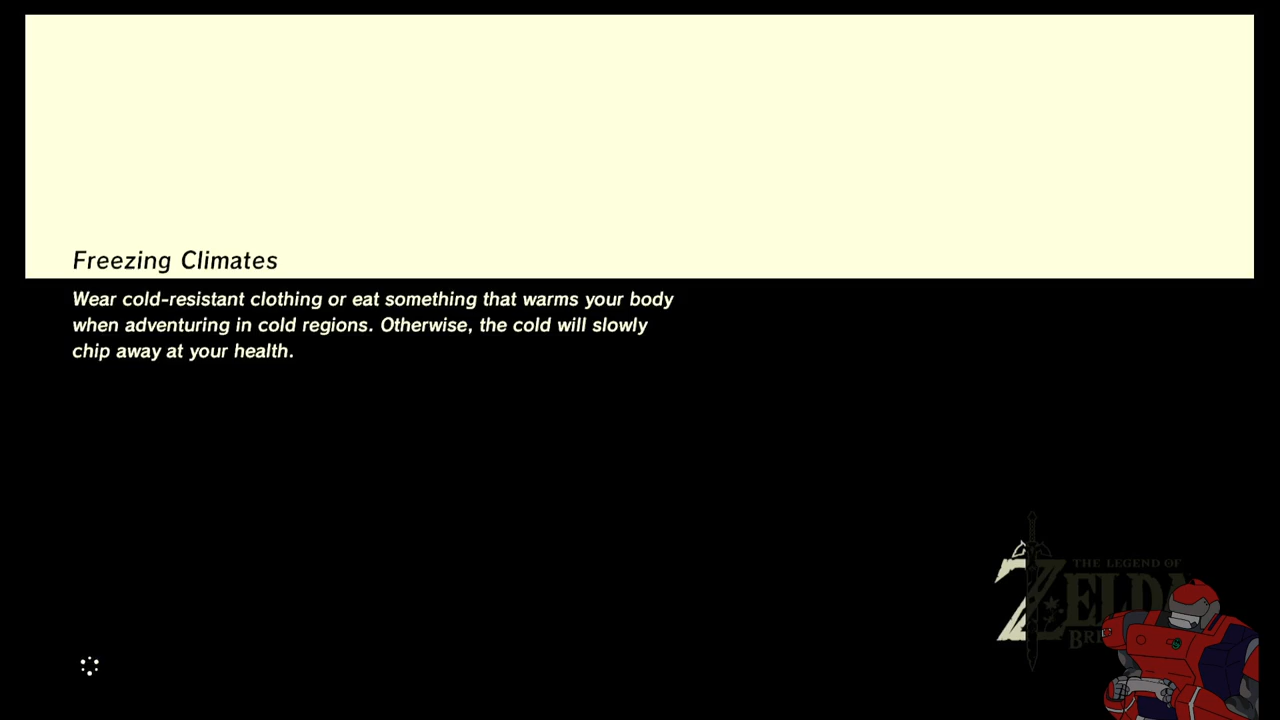 Freezing Climates
Wear cold-resistant clothing or eat something that warms your body
when adventuring in cold regions. Otherwise, the cold will slowly
chip away at your health.
THE LEGEND OF
ZELDA